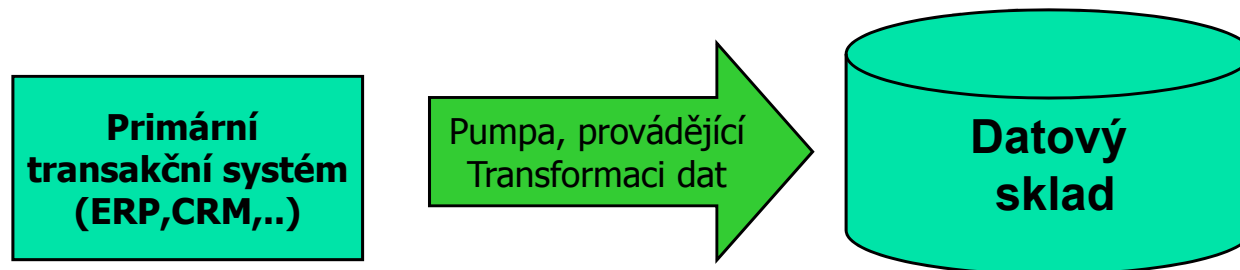 Primární
transakční systém
(ERP,CRM,..)
Pumpa, provádějící
Transformaci dat
Datový
sklad